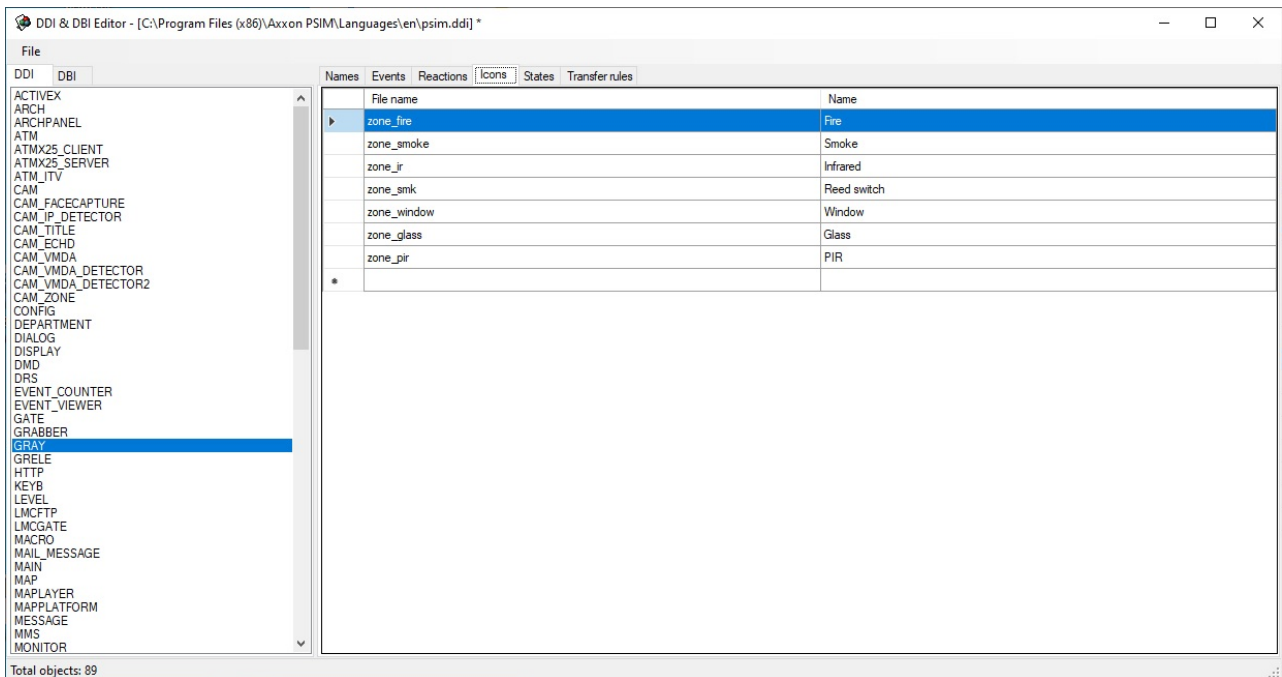 DDI & DBI Editor - [C:\Program Files (x86)\Axxon PSIM\Languages\en\psim.ddi] *
File
DDI DBI
ACTIVEX
ARCH
ARCHPANEL
ATM
ATMX25_CLIENT
ATMX25_SERVER
ATM_ITV
CAM
CAM_FACECAPTURE
CAM_IP_DETECTOR
CAM_TITLE
CAM_ECHD
CAM_VMDA
CAM_VMDA_DETECTOR
CAM_VMDA_DETECTOR2
CAM_ZONE
CONFIG
DEPARTMENT
DIALOG
DISPLAY
DMD
DRS
EVENT_COUNTER
EVENT_VIEWER
GATE
GRABBER
GRAY
GRELE
HTTP
KEYB
LEVEL
LMCFTP
LMCGATE
MACRO
MAIL_MESSAGE
MAIN
MAP
MAPLAYER
MAPPLATFORM
MESSAGE
MMS
MONITOR
Names Events Reactions Icons States Transfer rules
File name Name
zone_fire Fire
zone_smoke Smoke
zone_ir Infrared
zone_smk Reed switch
zone_window Window
zone_glass Glass
zone_pir PIR
Total objects: 89